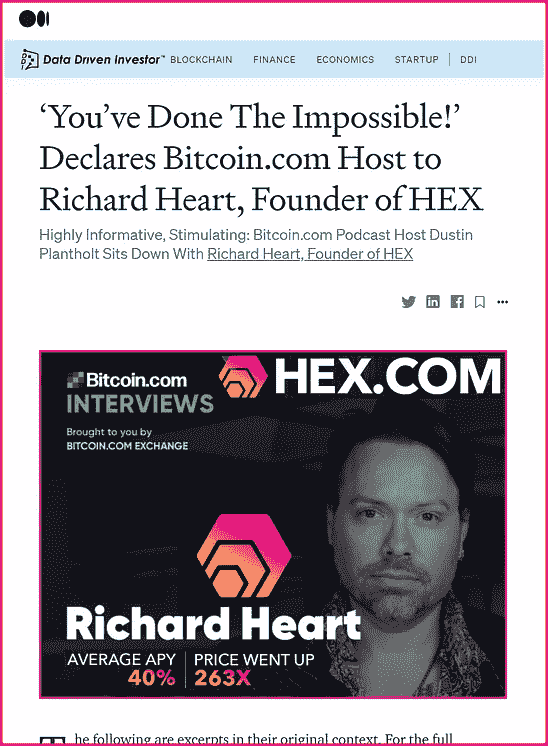 Data Driven Investor™ BLOCKCHAIN FINANCE ECONOMICS STARTUP DDI
‘You’ve Done The Impossible!’
Declares Bitcoin.com Host to
Richard Heart, Founder of HEX
Highly Informative, Stimulating: Bitcoin.com Podcast Host Dustin
Plantholt Sits Down With Richard Heart, Founder of HEX
Bitcoin.com
INTERVIEWS
HEX.COM
Brought to you by
BITCOIN.COM EXCHANGE
Richard Heart
AVERAGE APY
40%
PRICE WENT UP
263X
he following are excerpts in their original context. For the full